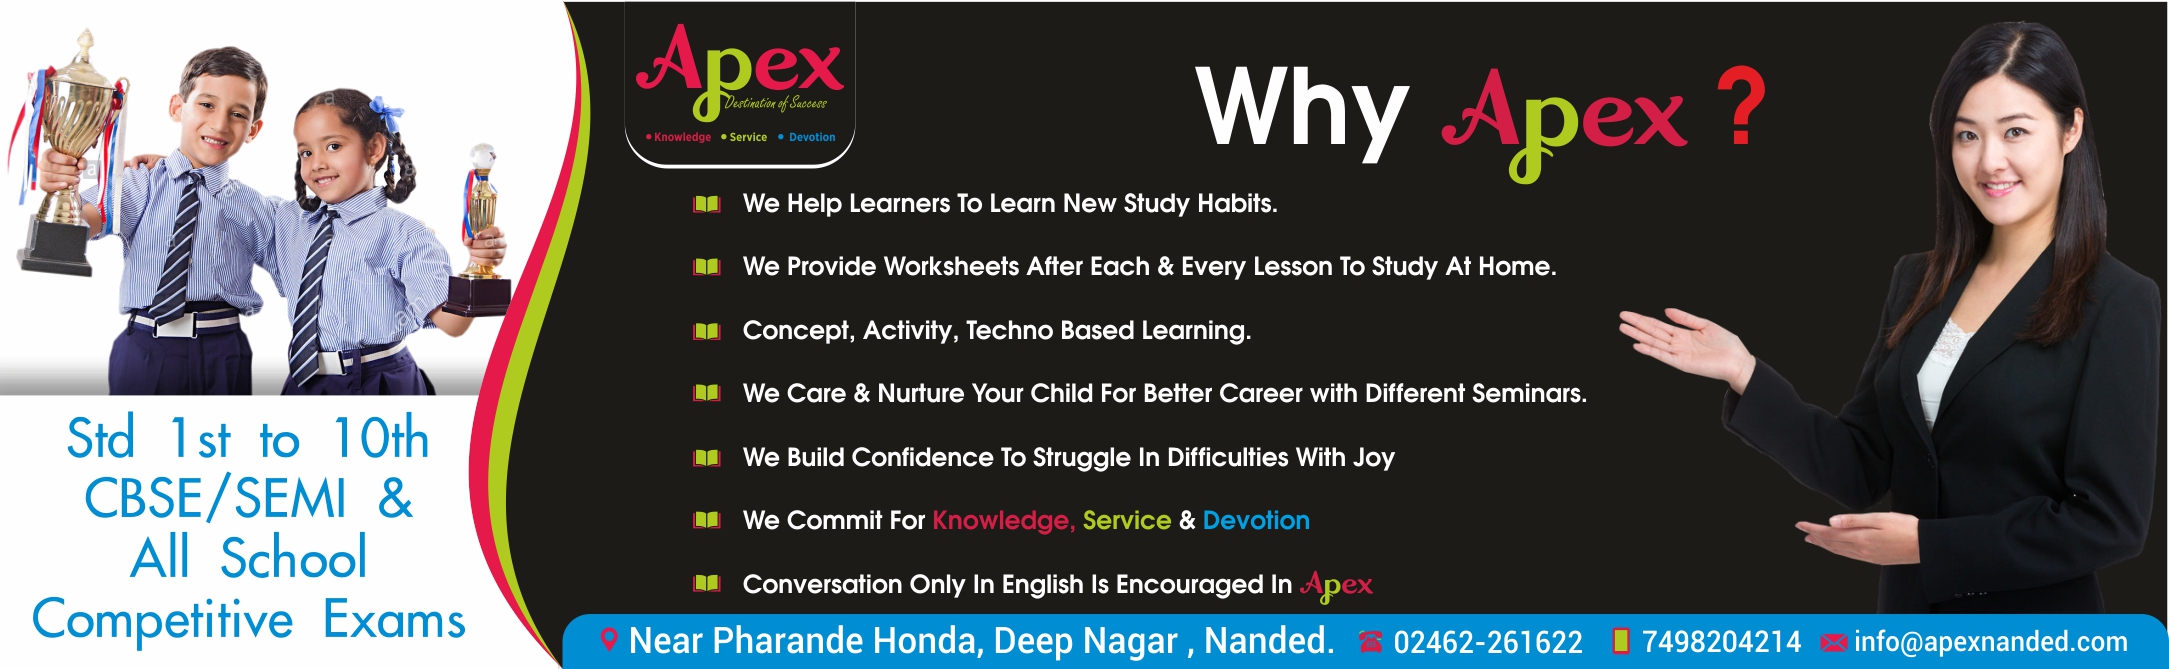 Apex
Destination of Success
• Knowledge • Service • Devotion
Why Apex ?
We Help Learners To Learn New Study Habits.
We Provide Worksheets After Each & Every Lesson To Study At Home.
Concept, Activity, Techno Based Learning.
We Care & Nurture Your Child For Better Career with Different Seminars.
We Build Confidence To Struggle In Difficulties With Joy
We Commit For Knowledge, Service & Devotion
Conversation Only In English Is Encouraged In Apex
Std 1st to 10th
CBSE/SEMI &
All School
Competitive Exams
Near Pharande Honda, Deep Nagar , Nanded. 02462-261622 7498204214 info@apexnanded.com